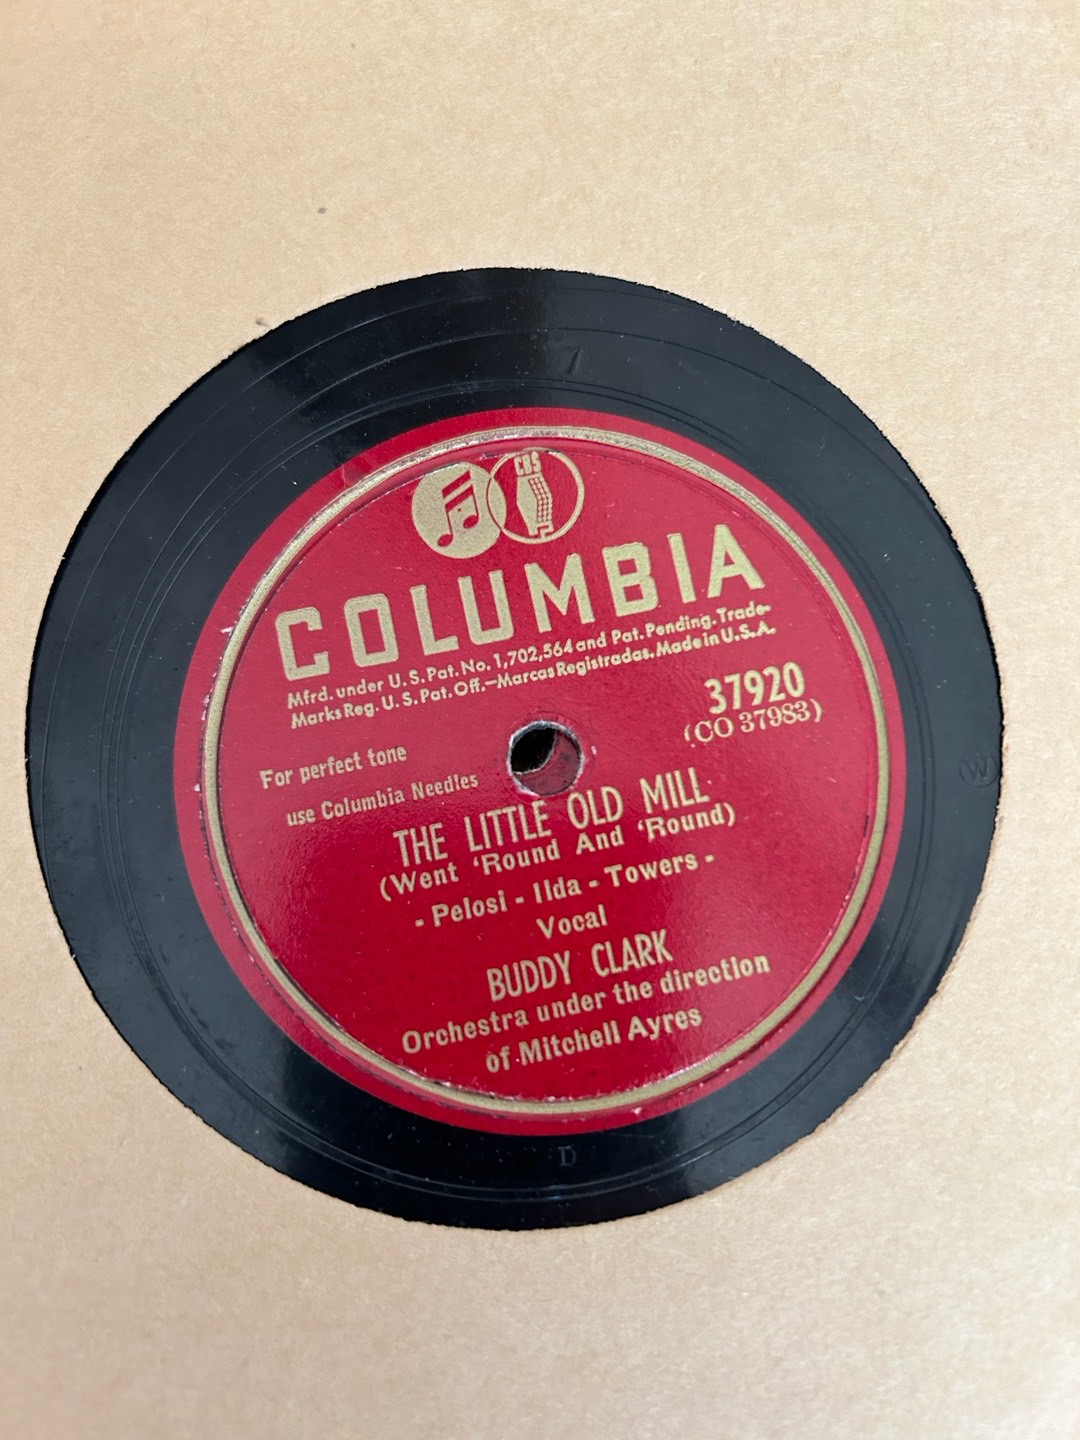 CBS
COLUMBIA
Mfrd. under U.S. Pat. No. 1,702,564 and Pat. Pending. Trade-
Marks Reg. U.S. Pat. Off.—Marcas Registradas. Made in U.S.A.
37920
(CO 37983)
For perfect tone
use Columbia Needles
THE LITTLE OLD MILL
(Went 'Round And 'Round)
- Pelosi - Ilda - Towers -
Vocal
BUDDY CLARK
Orchestra under the direction
of Mitchell Ayres
1
W
D